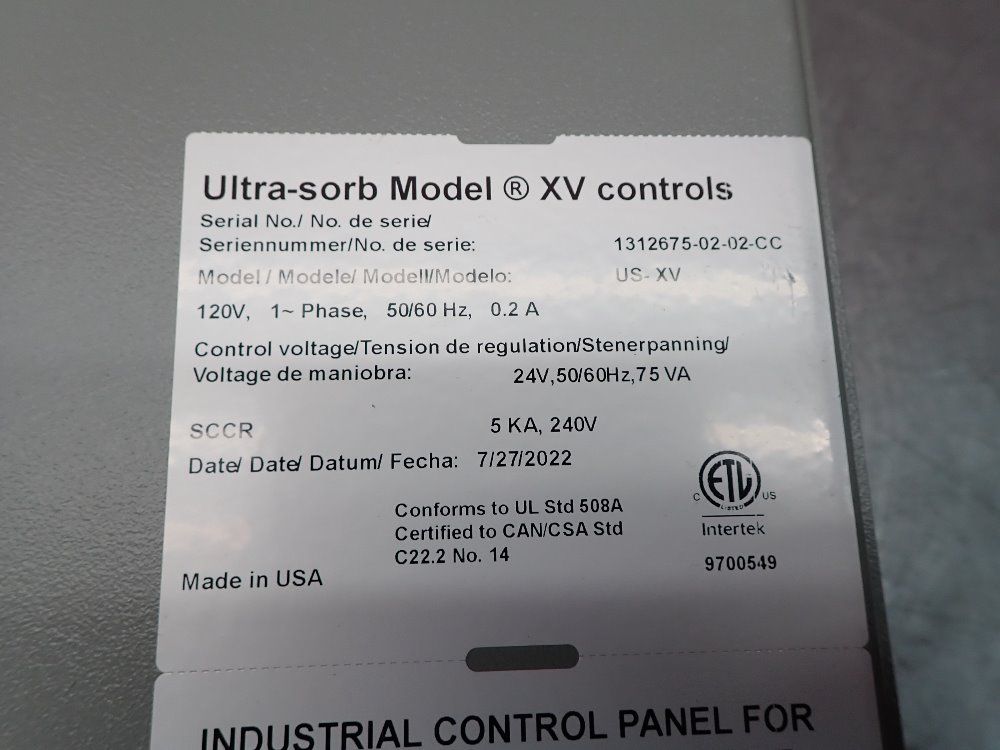 Ultra-sorb Model ® XV controls
Serial No./ No. de serie/
Seriennummer/No. de serie: 1312675-02-02-CC
Model / Modele/ Modell/Modelo: US- XV
120V, 1~ Phase, 50/60 Hz, 0.2 A
Control voltage/Tension de regulation/Stenerpanning/
Voltage de maniobra: 24V,50/60Hz,75 VA
SCCR 5 KA, 240V
Date/ Date/ Datum/ Fecha: 7/27/2022
Conforms to UL Std 508A
Certified to CAN/CSA Std
C22.2 No. 14
C ETL US
LISTED
Intertek
9700549
Made in USA
INDUSTRIAL CONTROL PANEL FOR